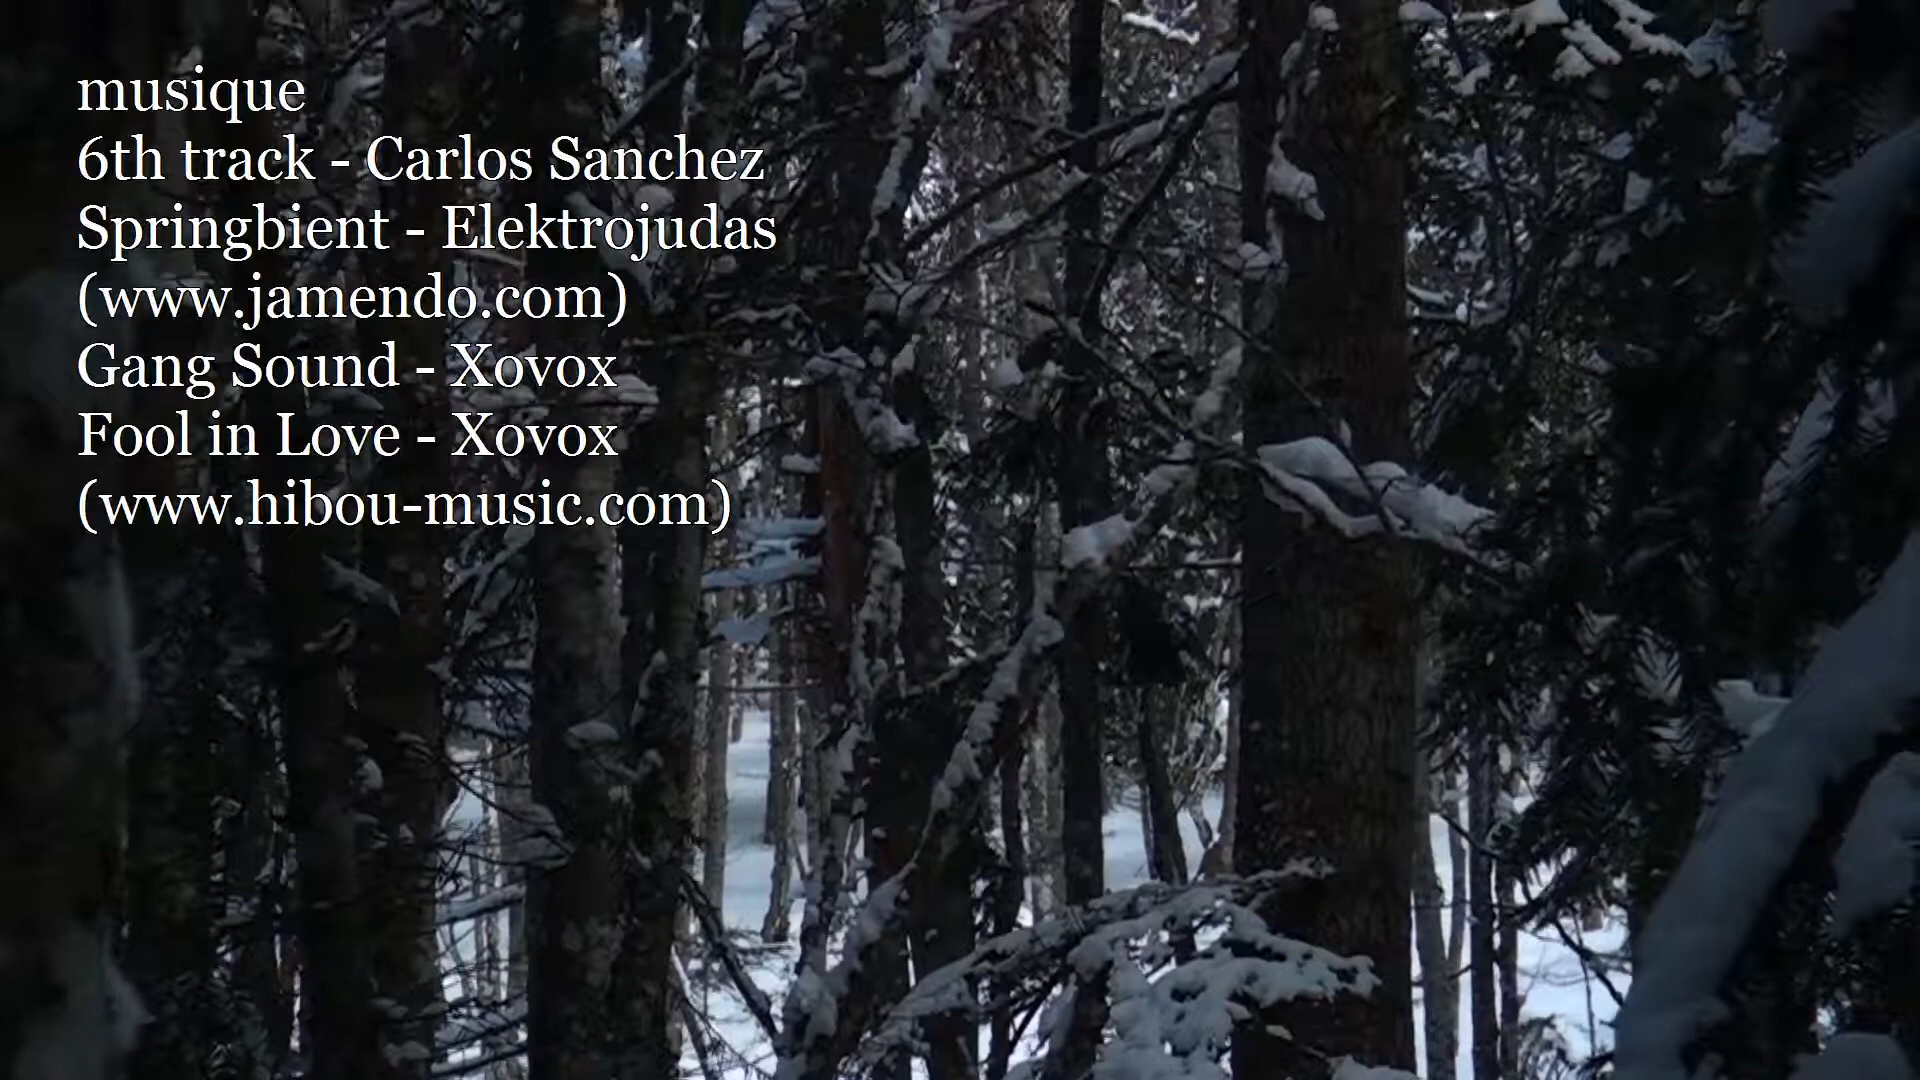 musique
6th track - Carlos Sanchez
Springbient - Elektrojudas
(www.jamendo.com)
Gang Sound - Xovox
Fool in Love - Xovox
(www.hibou-music.com)